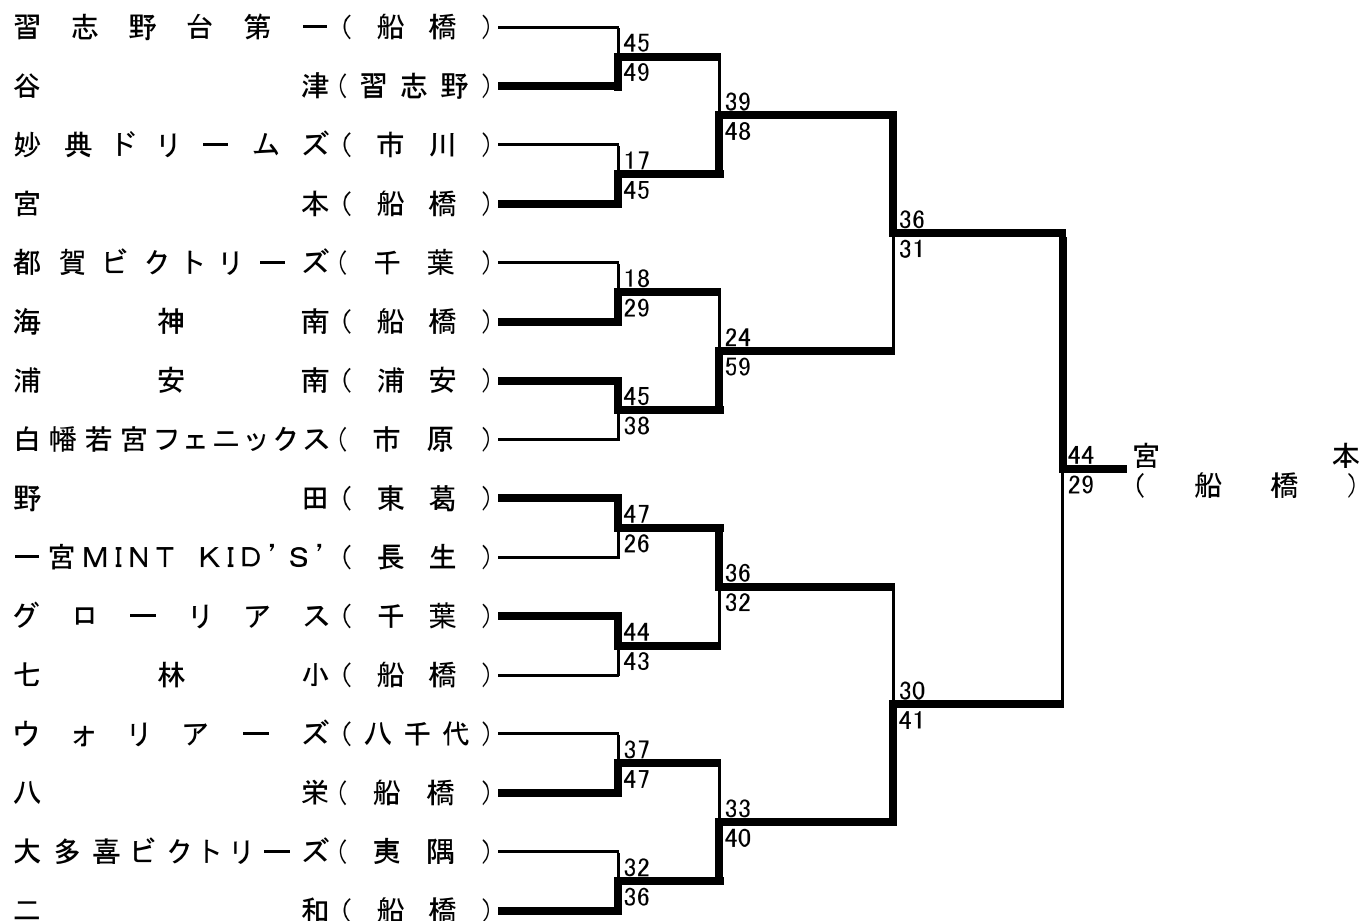 習志野台第一(船橋)
45
谷津(習志野)
49
39
妙典ドリームズ(市川)
17
48
宮本(船橋)
45
36
都賀ビクトリーズ(千葉)
18
31
海神南(船橋)
29
24
浦安南(浦安)
45
59
白幡若宮フェニックス(市原)
38
44
宮本
(船橋)
29
野田(東葛)
47
一宮MINT KID'S'(長生)
26
36
グローリアス(千葉)
44
32
七林小(船橋)
43
30
ウォリアーズ(八千代)
37
41
八栄(船橋)
47
33
大多喜ビクトリーズ(夷隅)
32
40
二和(船橋)
36